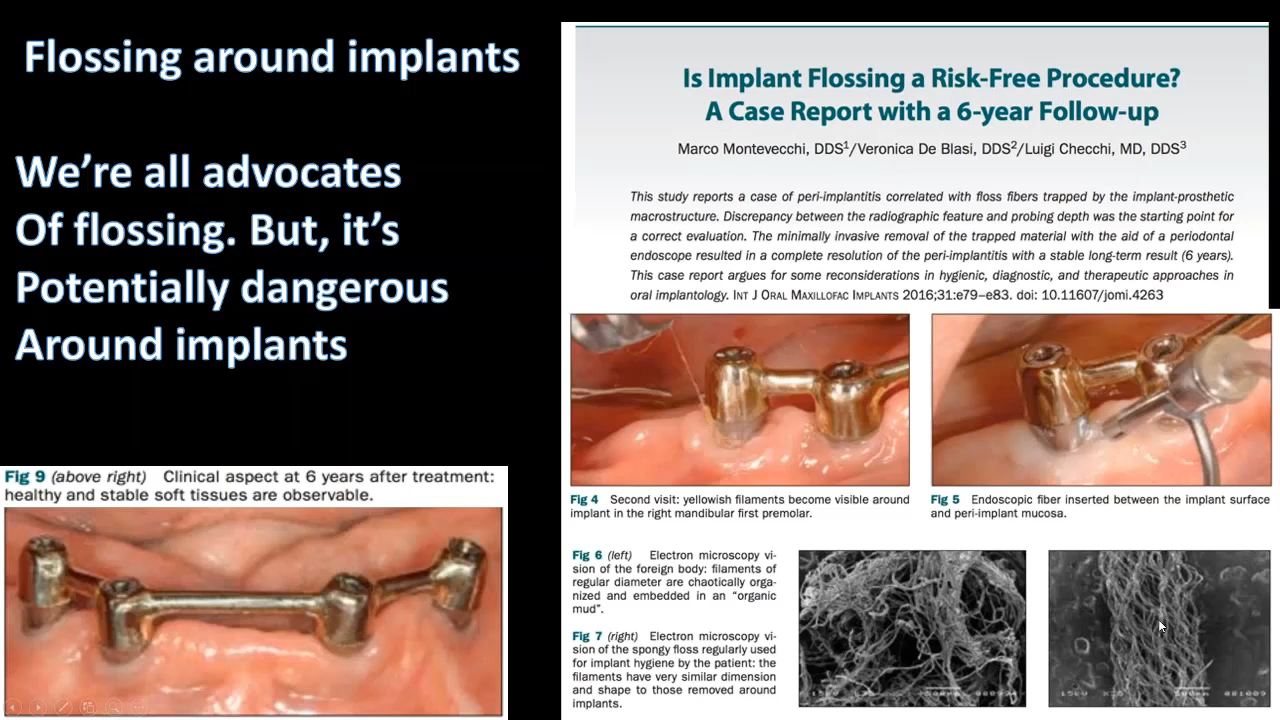 Flossing around implants
We’re all advocates
Of flossing. But, it’s
Potentially dangerous
Around implants
Fig 9 (above right) Clinical aspect at 6 years after treatment:
healthy and stable soft tissues are observable.
Is Implant Flossing a Risk-Free Procedure?
A Case Report with a 6-year Follow-up
Marco Montevecchi, DDS1/Veronica De Blasi, DDS2/Luigi Checchi, MD, DDS3
This study reports a case of peri-implantitis correlated with floss fibers trapped by the implant-prosthetic
macrostructure. Discrepancy between the radiographic feature and probing depth was the starting point for
a correct evaluation. The minimally invasive removal of the trapped material with the aid of a periodontal
endoscope resulted in a complete resolution of the peri-implantitis with a stable long-term result (6 years).
This case report argues for some reconsiderations in hygienic, diagnostic, and therapeutic approaches in
oral implantology. INT J ORAL MAXILLOFAC IMPLANTS 2016;31:e79–e83. doi: 10.11607/jomi.4263
Fig 4 Second visit: yellowish filaments become visible around
implant in the right mandibular first premolar.
Fig 5 Endoscopic fiber inserted between the implant surface
and peri-implant mucosa.
Fig 6 (left) Electron microscopy vi-
sion of the foreign body: filaments of
regular diameter are chaotically orga-
nized and embedded in an “organic
mud”.
Fig 7 (right) Electron microscopy vi-
sion of the spongy floss regularly used
for implant hygiene by the patient: the
filaments have very similar dimension
and shape to those removed around
implants.